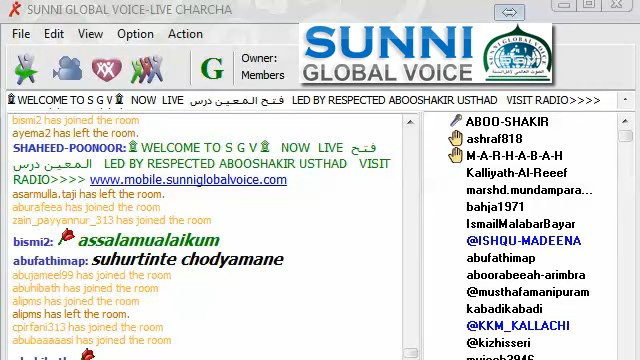 SUNNI GLOBAL VOICE-LIVE CHARCHA
File Edit View Option Action
SUNNI
GLOBAL VOICE
G Owner:
Members
WELCOME TO S G V NOW LIVE فتح المعين درس LED BY RESPECTED ABOOSHAKIR USTHAD VISIT RADIO>>>>
bismi2 has joined the room
ayema2 has left the room.
SHAHEED-POONOOR: WELCOME TO S G V NOW LIVE فتح
المعين درس LED BY RESPECTED ABOOSHAKIR USTHAD VISIT
RADIO>>>> www.mobile.sunniglobalvoice.com
asarmulla.taji has left the room.
aburafeea has joined the room
zain_payyannur_313 has joined the room
bismi2: assalamualaikum
abufathimap: suhurtinte chodyamane
abujameel99 has joined the room
abuhibath has joined the room
alipms has joined the room
alipms has left the room.
cpirfani313 has joined the room
abubaaaaasi has joined the room
ABOO-SHAKIR
ashraf818
M-A-R-H-A-B-A-H
Kalliyath-Al-Reeef
marshd.mundampara...
bahja1971
IsmailMalabarBayar
@ISHQU-MADEENA
abufathimap
aboorabeeah-arimbra
@musthafamanipuram
kabadikabadi
@KKM_KALLACHI
@kizhisseri